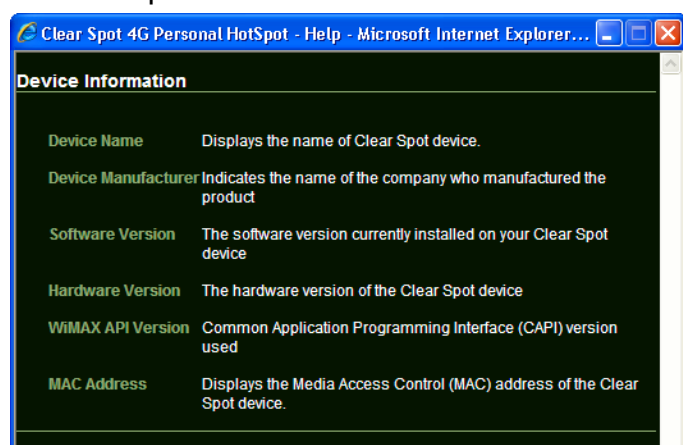 Clear Spot 4G Personal HotSpot - Help - Microsoft Internet Explorer...
Device Information
Device Name Displays the name of Clear Spot device.
Device Manufacturer Indicates the name of the company who manufactured the
product
Software Version The software version currently installed on your Clear Spot
device
Hardware Version The hardware version of the Clear Spot device
WiMAX API Version Common Application Programming Interface (CAPI) version
used
MAC Address Displays the Media Access Control (MAC) address of the Clear
Spot device.